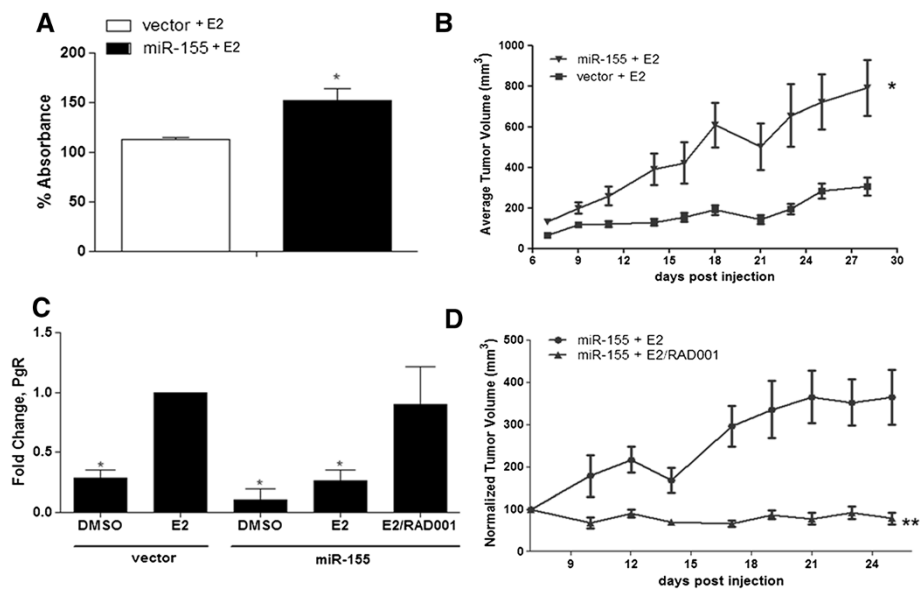 A
vector + E2
miR-155 + E2
% Absorbance
200
150
100
50
0
*
B
Average Tumor Volume (mm³)
1000
800
600
400
200
0
miR-155 + E2
vector + E2
*
6 9 12 15 18 21 24 27 30
days post injection
C
Fold Change, PgR
1.5
1.0
0.5
0.0
* * *
DMSO E2 DMSO E2 E2/RAD001
vector miR-155
D
Normalized Tumor Volume (mm³)
500
400
300
200
100
0
miR-155 + E2
miR-155 + E2/RAD001
**
9 12 15 18 21 24
days post injection